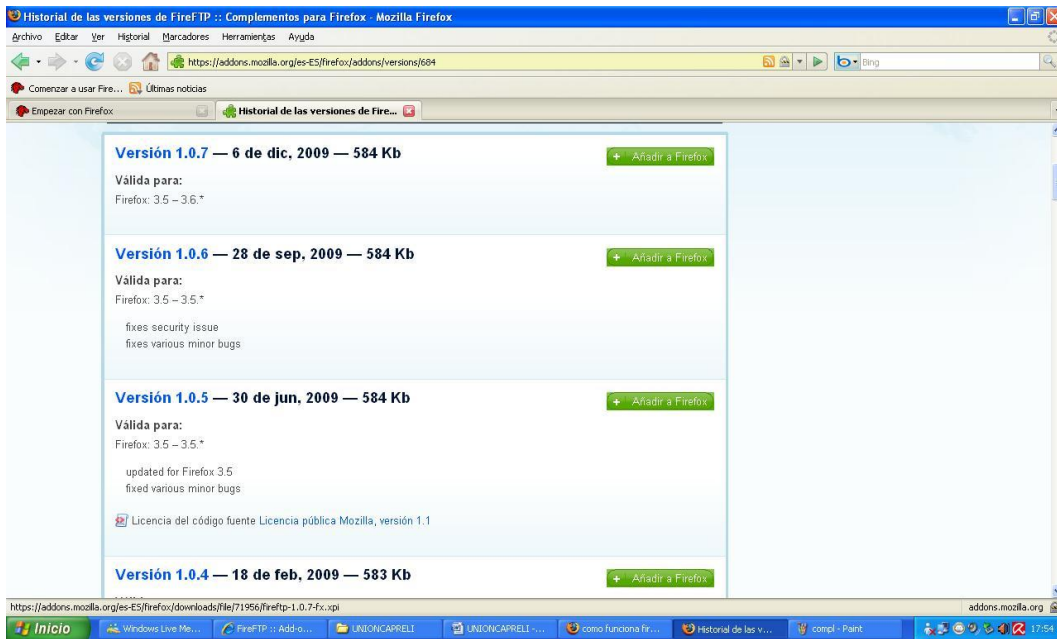 Historial de las versiones de FireFTP :: Complementos para Firefox - Mozilla Firefox
Archivo Editar Ver Historial Marcadores Herramientas Ayuda
https://addons.mozilla.org/es-ES/firefox/addons/versions/684
Bing
Comenzar a usar Fire... Últimas noticias
Empezar con Firefox
Historial de las versiones de Fire...
Versión 1.0.7 — 6 de dic, 2009 — 584 Kb
+ Añadir a Firefox
Válida para:
Firefox: 3.5 – 3.6.*
Versión 1.0.6 — 28 de sep, 2009 — 584 Kb
+ Añadir a Firefox
Válida para:
Firefox: 3.5 – 3.5.*
fixes security issue
fixes various minor bugs
Versión 1.0.5 — 30 de jun, 2009 — 584 Kb
+ Añadir a Firefox
Válida para:
Firefox: 3.5 – 3.5.*
updated for Firefox 3.5
fixed various minor bugs
Licencia del código fuente Licencia pública Mozilla, versión 1.1
Versión 1.0.4 — 18 de feb, 2009 — 583 Kb
+ Añadir a Firefox
https://addons.mozilla.org/es-ES/firefox/downloads/file/71956/fireftp-1.0.7-fx.xpi
addons.mozilla.org
Inicio
Windows Live Me...
FireFTP :: Add-o...
UNIONCAPRELI
UNIONCAPRELI -...
como funciona fir...
Historial de las v...
compl - Paint
17:54